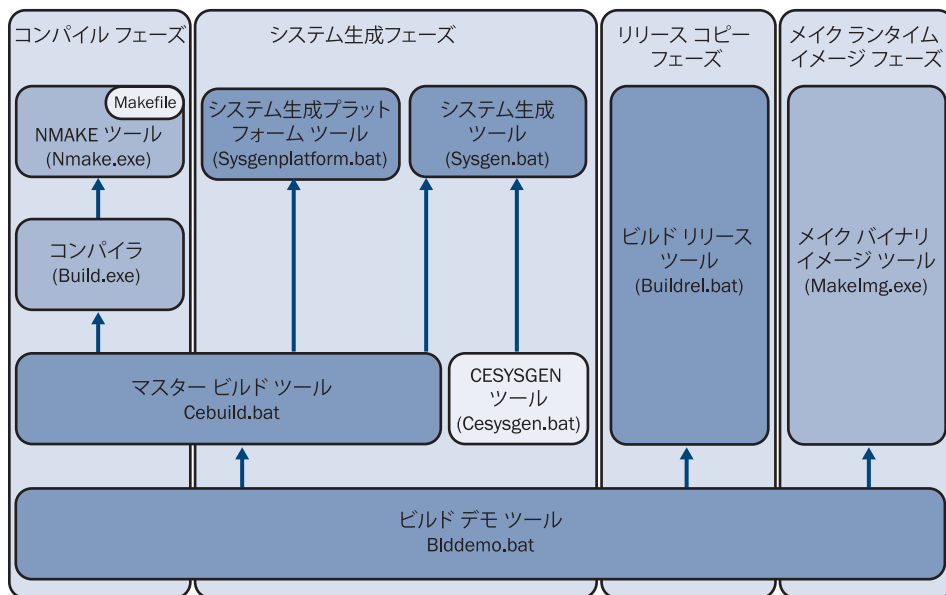 コンパイル フェーズ
システム生成フェーズ
リリース コピー
フェーズ
メイク ランタイム
イメージ フェーズ
Makefile
NMAKE ツール
(Nmake.exe)
システム生成プラット
フォーム ツール
(Sysgenplatform.bat)
システム生成
ツール
(Sysgen.bat)
コンパイラ
(Build.exe)
ビルド リリース
ツール
(Buildrel.bat)
メイク バイナリ
イメージ ツール
(MakeImg.exe)
マスター ビルド ツール
Cebuild.bat
CESYSGEN
ツール
(Cesysgen.bat)
ビルド デモ ツール
Blddemo.bat